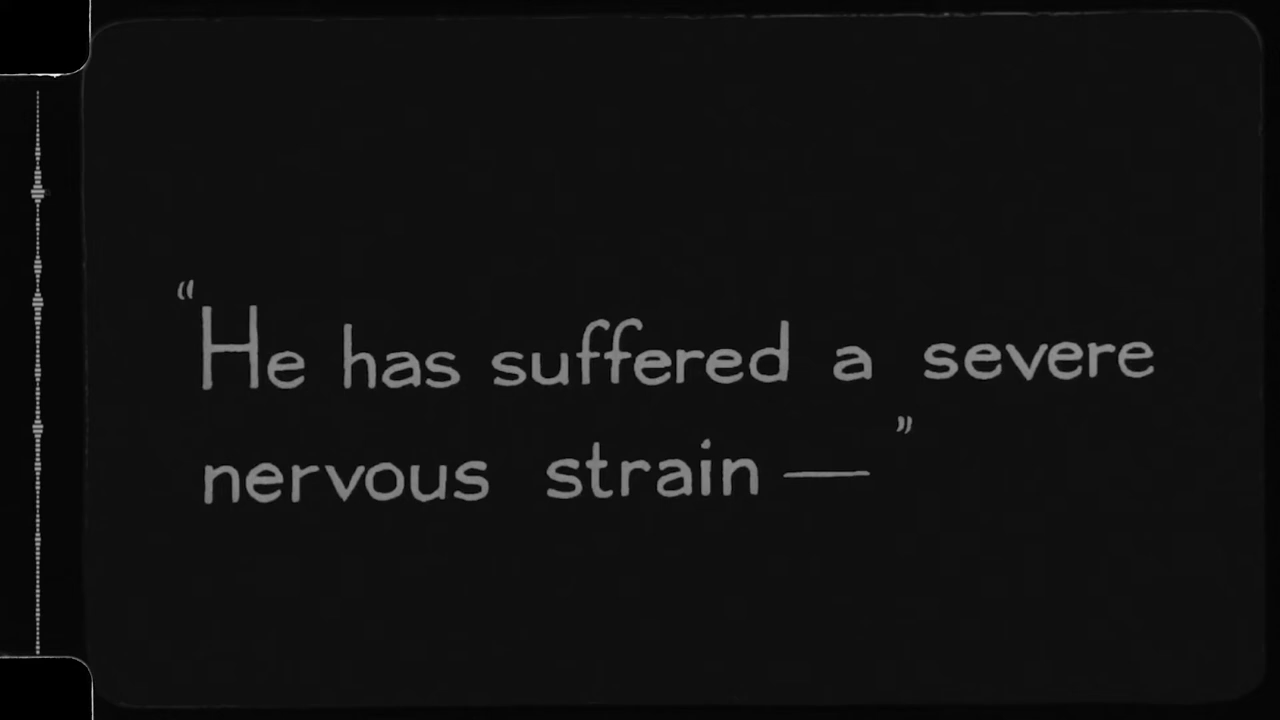 “He has suffered a severe
nervous strain —”